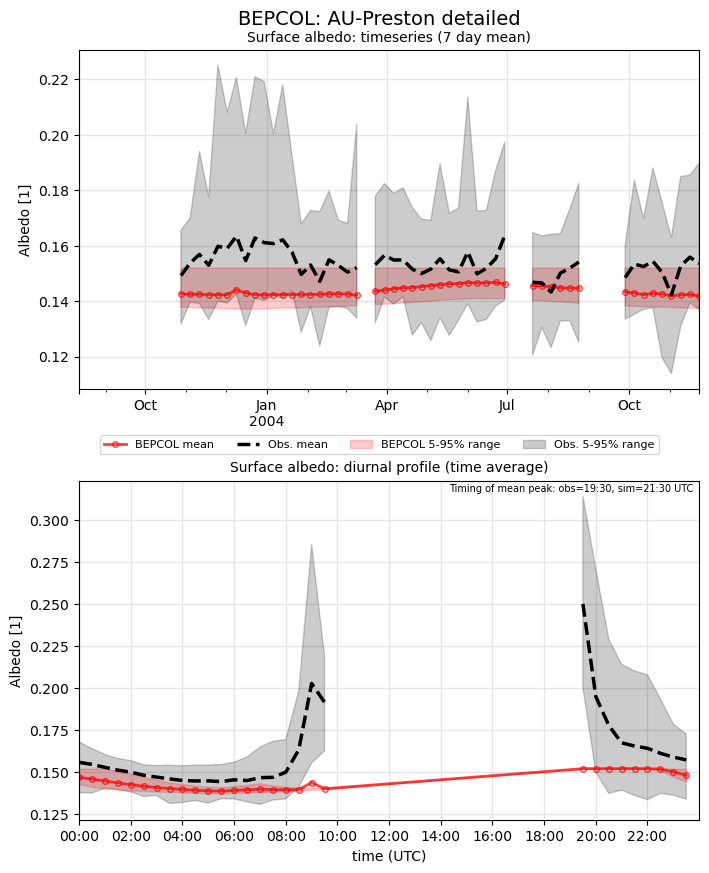 BEPCOL: AU-Preston detailed
Surface albedo: timeseries (7 day mean)
Albedo [1]
0.22
0.20
0.18
0.16
0.14
0.12
Oct Jan Apr Jul Oct
2004
BEPCOL mean Obs. mean BEPCOL 5-95% range Obs. 5-95% range
Surface albedo: diurnal profile (time average)
Timing of mean peak: obs=19:30, sim=21:30 UTC
Albedo [1]
0.300
0.275
0.250
0.225
0.200
0.175
0.150
0.125
00:00 02:00 04:00 06:00 08:00 10:00 12:00 14:00 16:00 18:00 20:00 22:00
time (UTC)